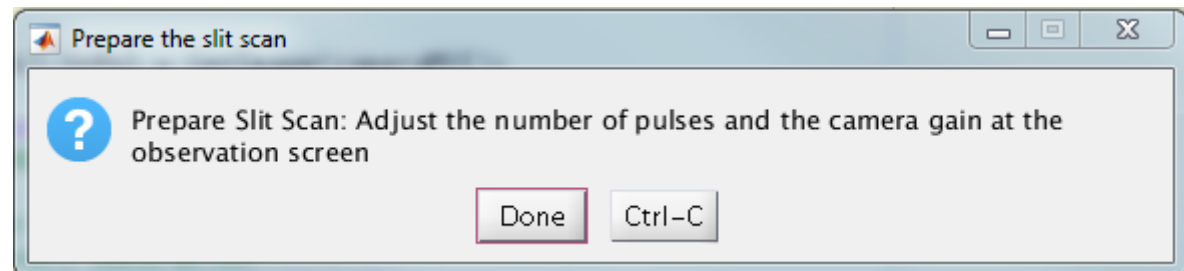 Prepare the slit scan
Prepare Slit Scan: Adjust the number of pulses and the camera gain at the
observation screen
Done
Ctrl-C